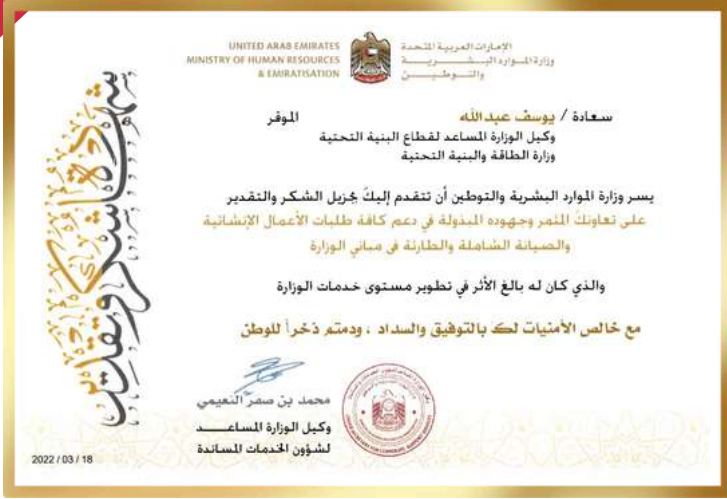 UNITED ARAB EMIRATES
MINISTRY OF HUMAN RESOURCES
& EMIRATISATION
الإمارات العربية المتحدة
وزارة الموارد البشرية
والتوطين
شهادة شكر وتقدير
سعادة / يوسف عبدالله الموقر
وكيل الوزارة المساعد لقطاع البنية التحتية
وزارة الطاقة والبنية التحتية
يسر وزارة الموارد البشرية والتوطين أن تتقدم إليك بجزيل الشكر والتقدير
على تعاونك المثمر وجهوده المبذولة في دعم كافة طلبات الأعمال الإنشائية
والصيانة الشاملة والطارئة في مباني الوزارة
والذي كان له بالغ الأثر في تطوير مستوى خدمات الوزارة
مع خالص الأمنيات لك بالتوفيق والسداد ، ودمتم ذخراً للوطن
محمد بن صقر النعيمي
وكيل الوزارة المساعد
لشؤون الخدمات المساندة
2022 / 03 / 18